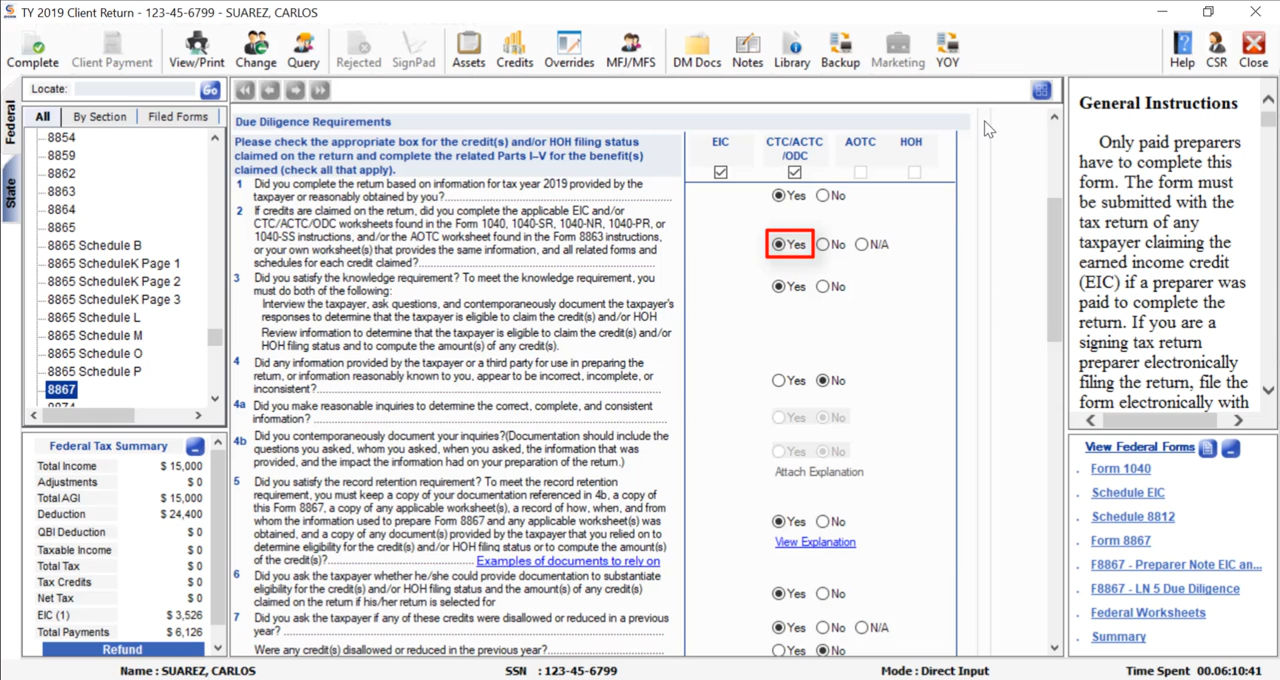 TY 2019 Client Return - 123-45-6799 - SUAREZ, CARLOS
Complete
Client Payment
View/Print
Change
Query
Rejected
SignPad
Assets
Credits
Overrides
MFJ/MFS
DM Docs
Notes
Library
Backup
Marketing
YOY
Help
CSR
Close
Federal
State
Locate:
Go
All
By Section
Filed Forms
8854
8859
8862
8863
8864
8865
8865 Schedule B
8865 ScheduleK Page 1
8865 ScheduleK Page 2
8865 ScheduleK Page 3
8865 Schedule L
8865 Schedule M
8865 Schedule O
8865 Schedule P
8867
Federal Tax Summary
Total Income $ 15,000
Adjustments $ 0
Total AGI $ 15,000
Deduction $ 24,400
QBI Deduction $ 0
Taxable Income $ 0
Total Tax $ 0
Tax Credits $ 0
Net Tax $ 0
EIC (1) $ 3,526
Total Payments $ 6,126
Refund
Due Diligence Requirements
Please check the appropriate box for the credit(s) and/or HOH filing status
claimed on the return and complete the related Parts I–V for the benefit(s)
claimed (check all that apply).
EIC
CTC/ACTC
/ODC
AOTC
HOH
1 Did you complete the return based on information for tax year 2019 provided by the
taxpayer or reasonably obtained by you?
Yes No
2 If credits are claimed on the return, did you complete the applicable EIC and/or
CTC/ACTC/ODC worksheets found in the Form 1040, 1040-SR, 1040-NR, 1040-PR, or
1040-SS instructions, and/or the AOTC worksheet found in the Form 8863 instructions,
or your own worksheet(s) that provides the same information, and all related forms and
schedules for each credit claimed?
Yes No N/A
3 Did you satisfy the knowledge requirement? To meet the knowledge requirement, you
must do both of the following:
Interview the taxpayer, ask questions, and contemporaneously document the taxpayer's
responses to determine that the taxpayer is eligible to claim the credit(s) and/or HOH
Review information to determine that the taxpayer is eligible to claim the credit(s) and/or
HOH filing status and to compute the amount(s) of any credit(s).
Yes No
4 Did any information provided by the taxpayer or a third party for use in preparing the
return, or information reasonably known to you, appear to be incorrect, incomplete, or
inconsistent?
Yes No
4a Did you make reasonable inquiries to determine the correct, complete, and consistent
information?
Yes No
4b Did you contemporaneously document your inquiries?(Documentation should include the
questions you asked, whom you asked, when you asked, the information that was
provided, and the impact the information had on your preparation of the return.)
Yes No
Attach Explanation
5 Did you satisfy the record retention requirement? To meet the record retention
requirement, you must keep a copy of your documentation referenced in 4b, a copy of
this Form 8867, a copy of any applicable worksheet(s), a record of how, when, and from
whom the information used to prepare Form 8867 and any applicable worksheet(s) was
obtained, and a copy of any document(s) provided by the taxpayer that you relied on to
determine eligibility for the credit(s) and/or HOH filing status or to compute the amount(s)
of the credit(s)? Examples of documents to rely on
Yes No
View Explanation
6 Did you ask the taxpayer whether he/she could provide documentation to substantiate
eligibility for the credit(s) and/or HOH filing status and the amount(s) of any credit(s)
claimed on the return if his/her return is selected for
Yes No
7 Did you ask the taxpayer if any of these credits were disallowed or reduced in a previous
year?
Yes No N/A
Were any credit(s) disallowed or reduced in the previous year?
Yes No
General Instructions
Only paid preparers
have to complete this
form. The form must
be submitted with the
tax return of any
taxpayer claiming the
earned income credit
(EIC) if a preparer was
paid to complete the
return. If you are a
signing tax return
preparer electronically
filing the return, file the
form electronically with
View Federal Forms
Form 1040
Schedule EIC
Schedule 8812
Form 8867
F8867 - Preparer Note EIC an...
F8867 - LN 5 Due Diligence
Federal Worksheets
Summary
Name : SUAREZ, CARLOS
SSN : 123-45-6799
Mode : Direct Input
Time Spent 00.06:10:41